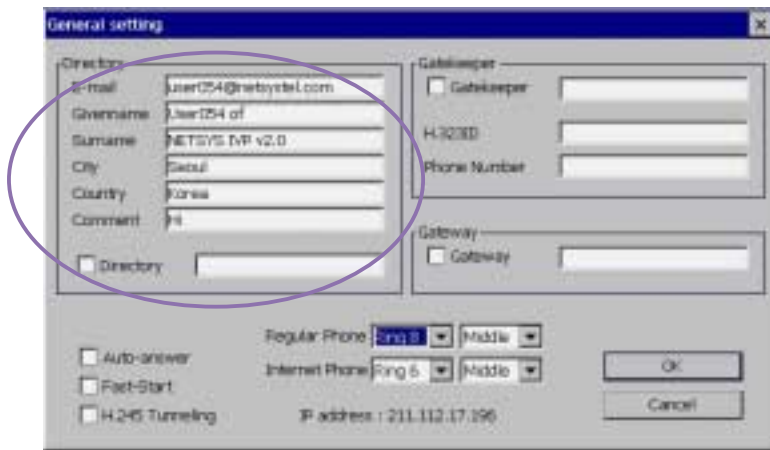 General setting
Directory
E-mail user054@netsystel.com
Givenname User054 of
Surname NETSYS IVP v2.0
City Seoul
Country Korea
Comment Hi
Directory
Gatekeeper
Gatekeeper
H.323ID
Phone Number
Gateway
Gateway
Regular Phone Ring 8 Middle
Internet Phone Ring 6 Middle
Auto-answer
Fast-Start
H.245 Tunneling
IP address : 211.112.17.196
OK
Cancel